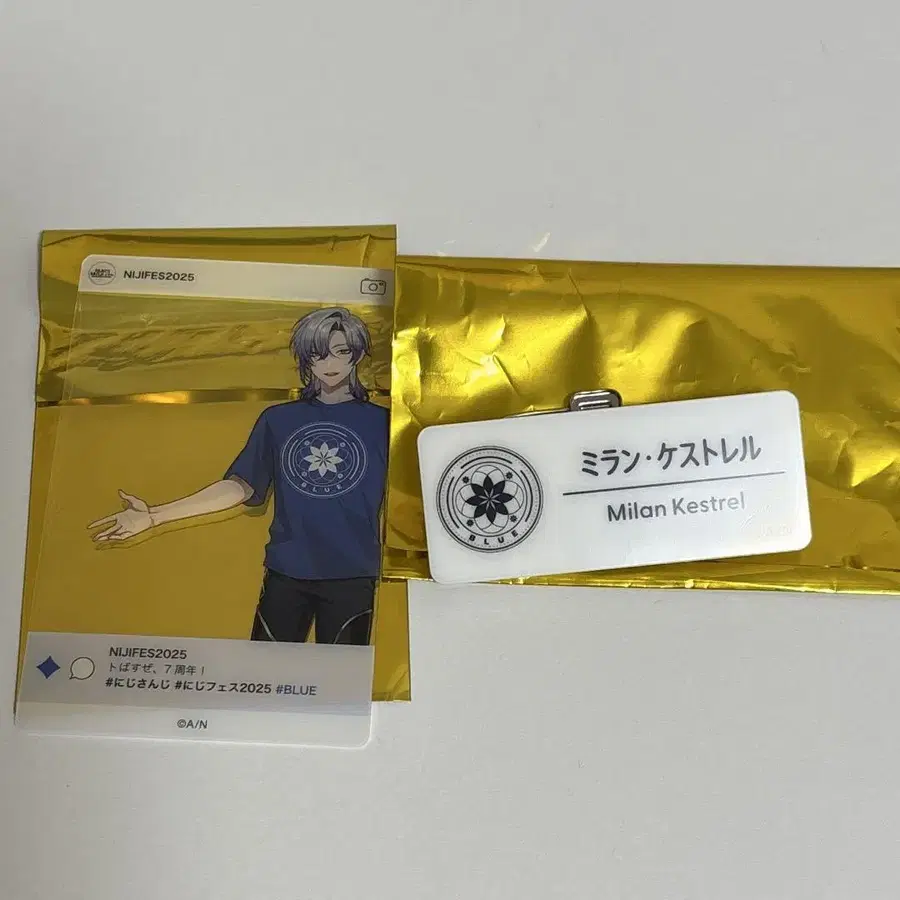 NIJIFES2025
BLUE
NIJIFES2025
トばすぜ、7周年！
#にじさんじ #にじフェス2025 #BLUE
©A/N
ミラン・ケストレル
Milan Kestrel
BLUE